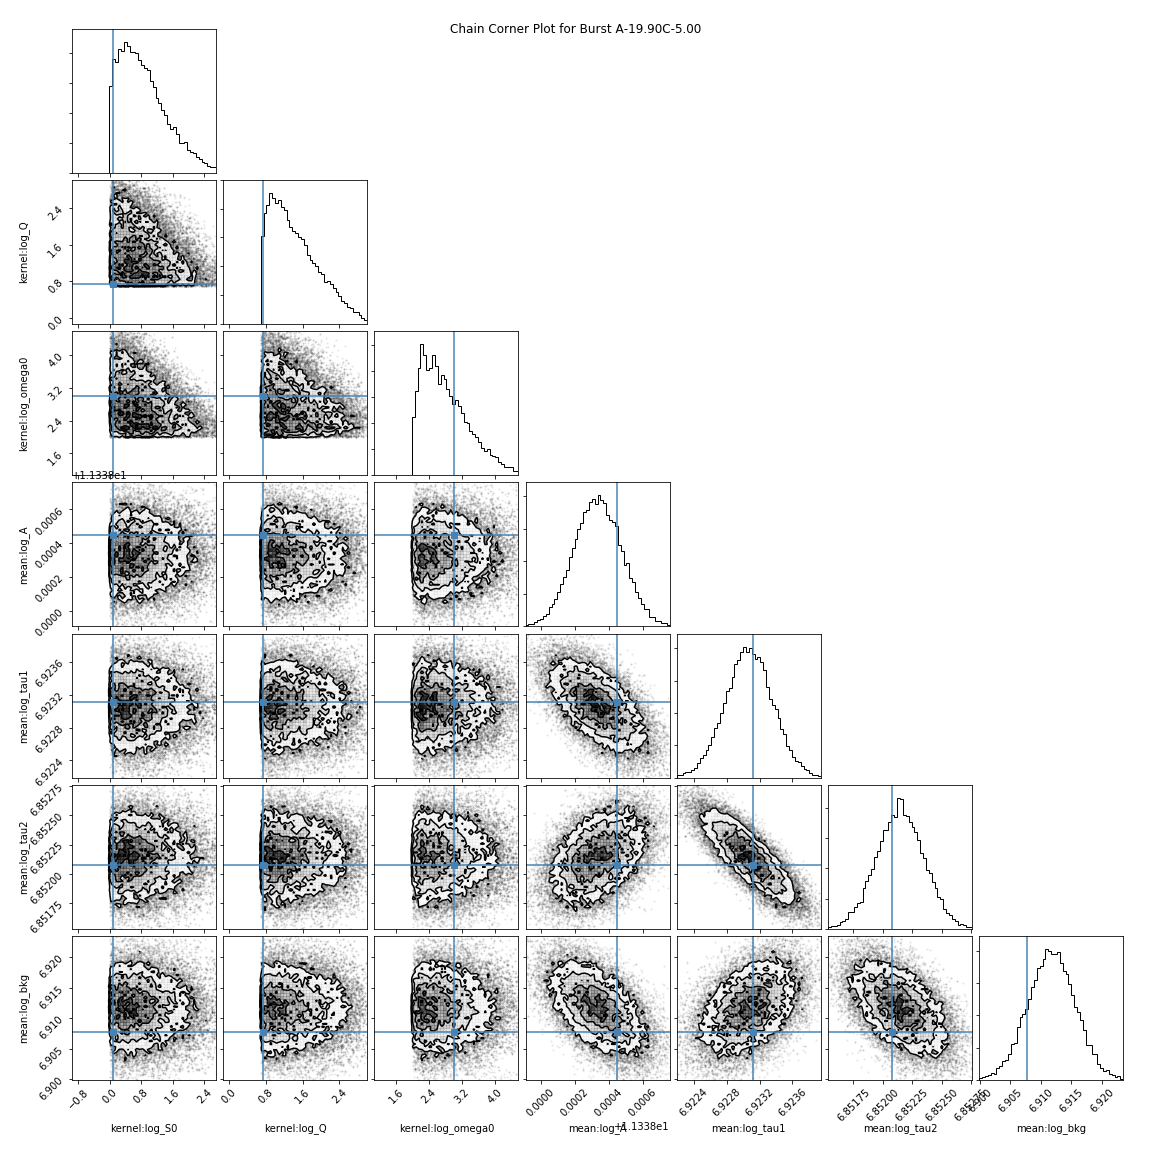 Chain Corner Plot for Burst A-19.90C-5.00
kernel:log_Q
2.4
1.6
0.8
0.0
kernel:log_omega0
4.0
3.2
2.4
1.6
+1.1338e1
mean:log_A
0.0006
0.0004
0.0002
0.0000
mean:log_tau1
6.9236
6.9232
6.9228
6.9224
mean:log_tau2
6.85275
6.85250
6.85225
6.85200
6.85175
mean:log_bkg
6.920
6.915
6.910
6.905
6.900
−0.8 0.0 0.8 1.6 2.4
kernel:log_S0
0.0 0.8 1.6 2.4
kernel:log_Q
1.6 2.4 3.2 4.0
kernel:log_omega0
0.0000 0.0002 0.0004 0.0006
mean:log_A
+1.1338e1
6.9224 6.9228 6.9232 6.9236
mean:log_tau1
6.85175 6.85200 6.85225 6.85250 6.85275
mean:log_tau2
6.900 6.905 6.910 6.915 6.920
mean:log_bkg